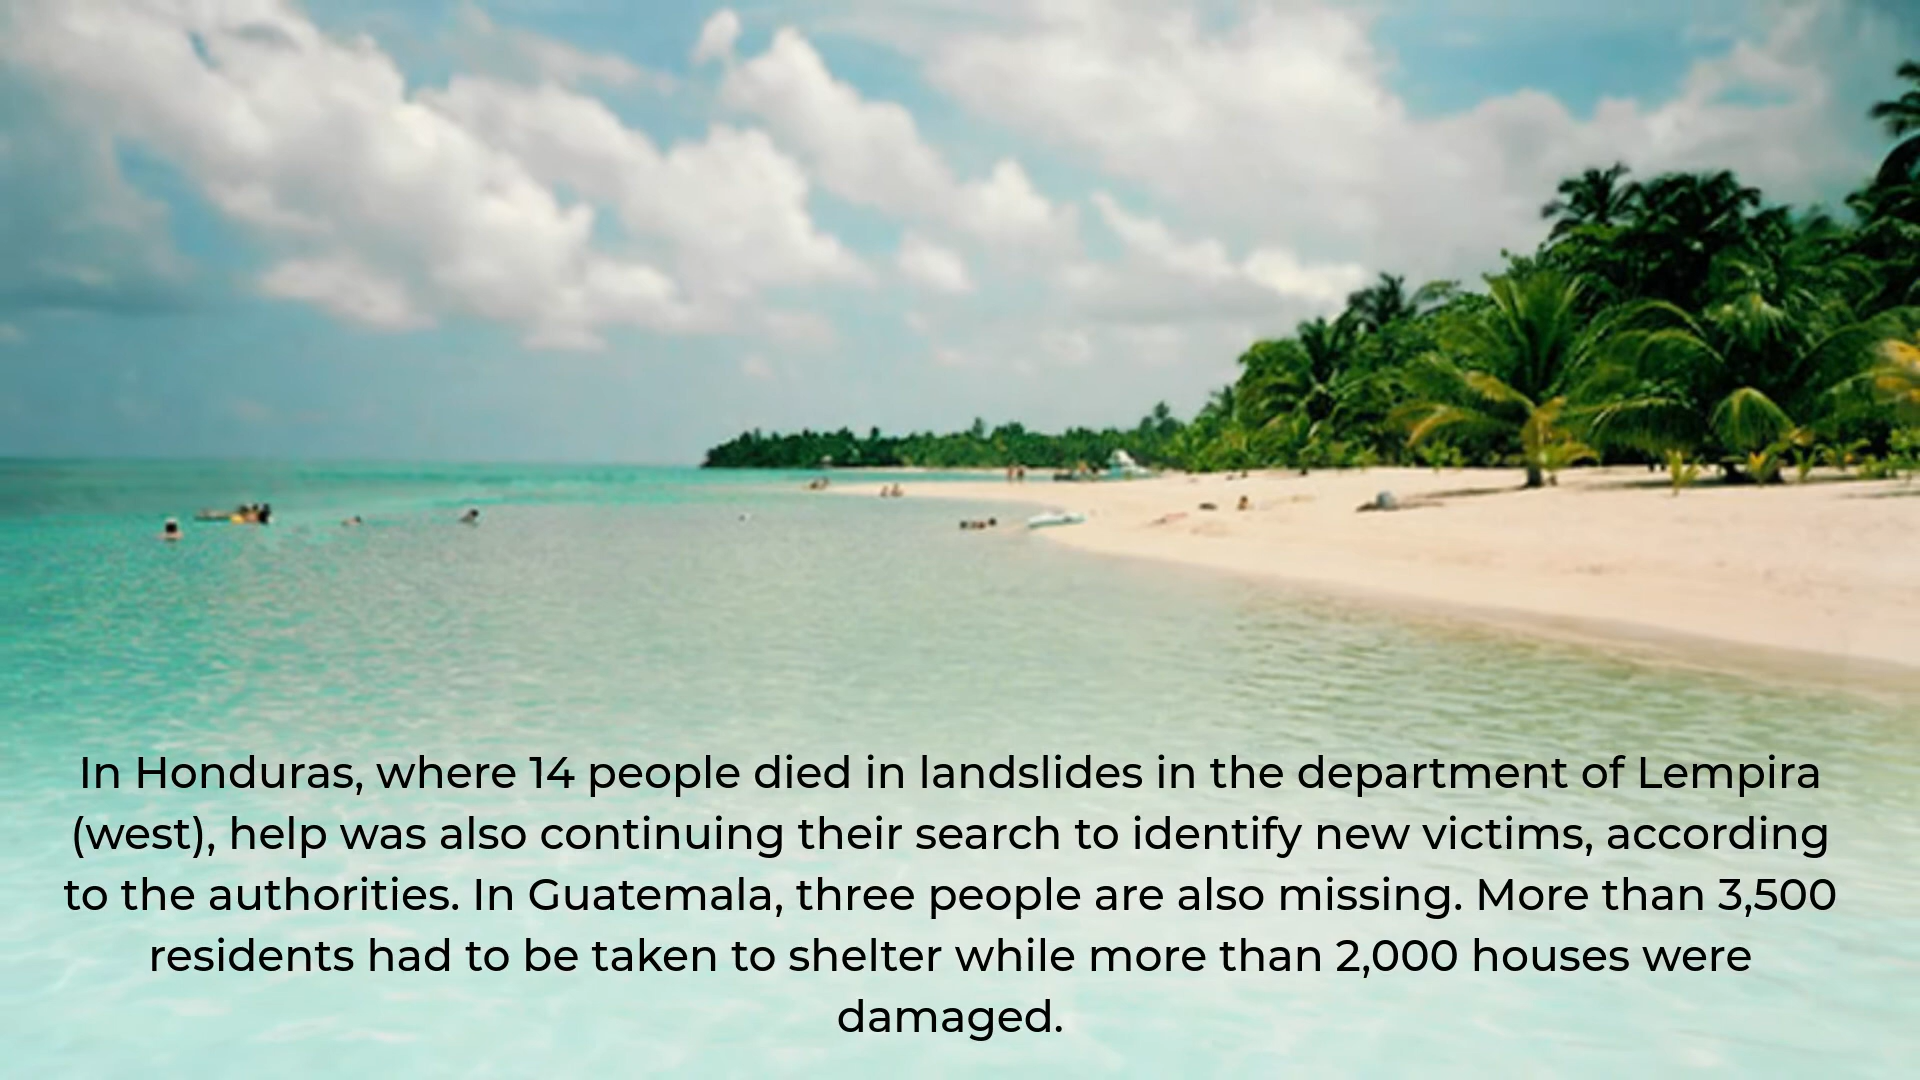 In Honduras, where 14 people died in landslides in the department of Lempira
(west), help was also continuing their search to identify new victims, according
to the authorities. In Guatemala, three people are also missing. More than 3,500
residents had to be taken to shelter while more than 2,000 houses were
damaged.